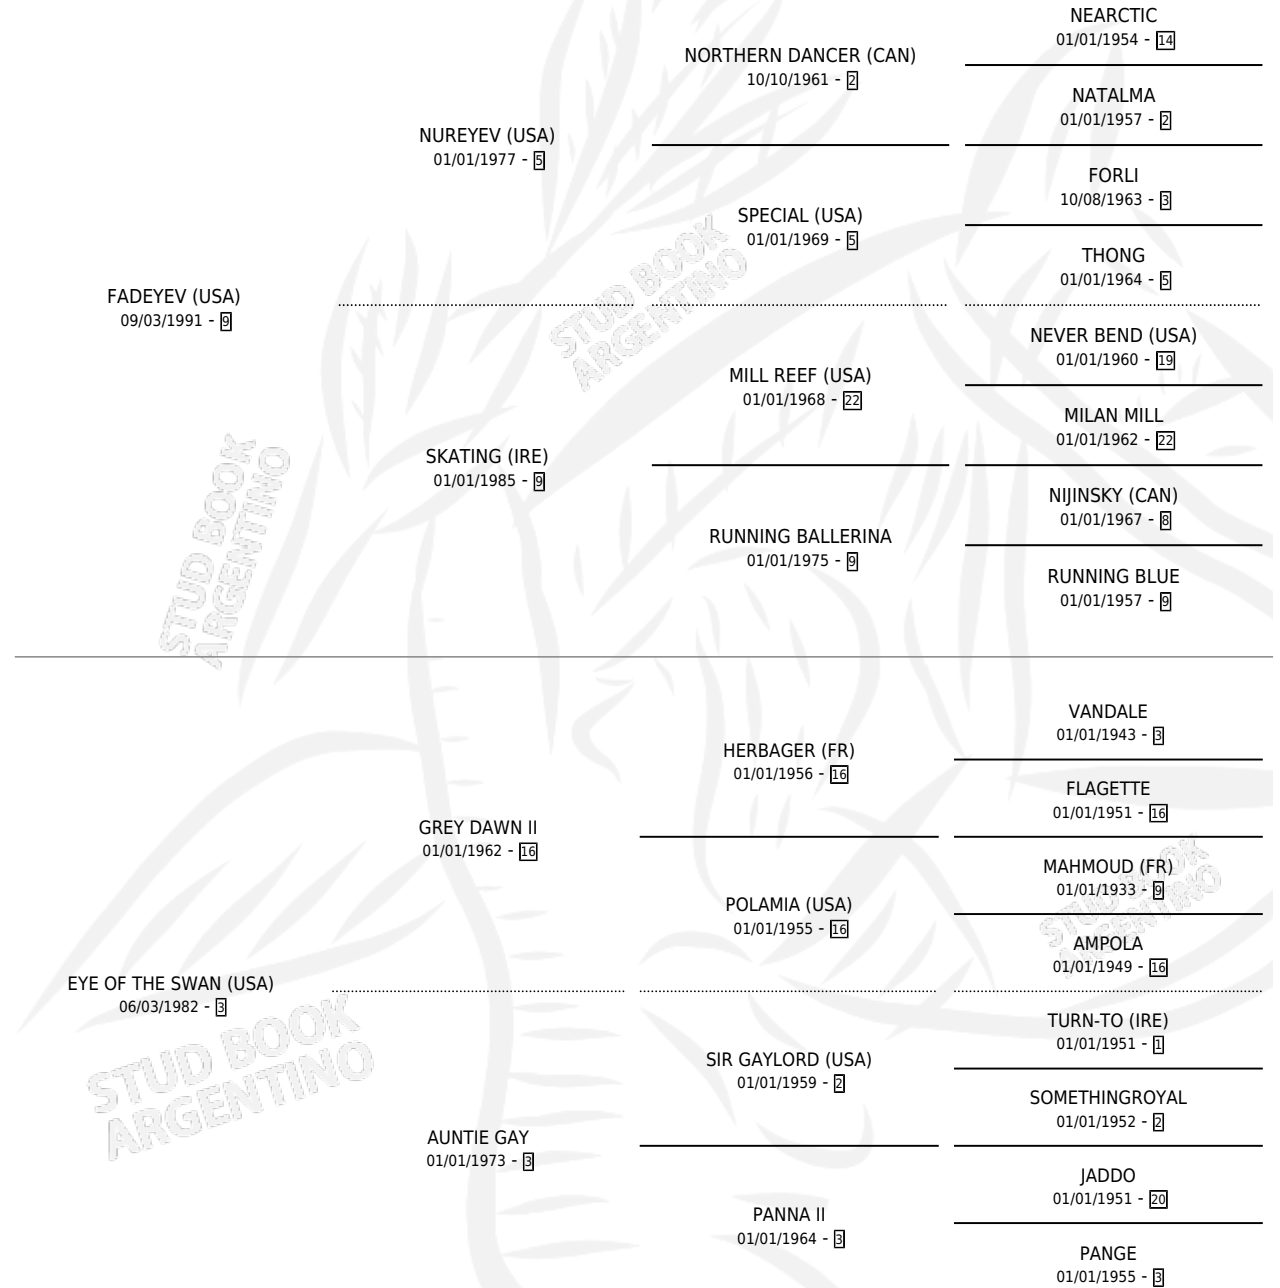 NEARCTIC
01/01/1954 - 14
NORTHERN DANCER (CAN)
10/10/1961 - 2
NATALMA
01/01/1957 - 2
NUREYEV (USA)
01/01/1977 - 5
FORLI
10/08/1963 - 3
SPECIAL (USA)
01/01/1969 - 5
THONG
01/01/1964 - 5
FADEYEV (USA)
09/03/1991 - 9
STUD BOOK
ARGENTINO
NEVER BEND (USA)
01/01/1960 - 19
MILL REEF (USA)
01/01/1968 - 22
MILAN MILL
01/01/1962 - 22
SKATING (IRE)
01/01/1985 - 9
NIJINSKY (CAN)
01/01/1967 - 8
RUNNING BALLERINA
01/01/1975 - 9
RUNNING BLUE
01/01/1957 - 9
STUD BOOK
ARGENTINO
VANDALE
01/01/1943 - 3
HERBAGER (FR)
01/01/1956 - 16
FLAGETTE
01/01/1951 - 16
GREY DAWN II
01/01/1962 - 16
MAHMOUD (FR)
01/01/1933 - 9
POLAMIA (USA)
01/01/1955 - 16
AMPOLA
01/01/1949 - 16
STUD BOOK
ARGENTINO
EYE OF THE SWAN (USA)
06/03/1982 - 3
TURN-TO (IRE)
01/01/1951 - 1
SIR GAYLORD (USA)
01/01/1959 - 2
SOMETHINGROYAL
01/01/1952 - 2
STUD BOOK
ARGENTINO
AUNTIE GAY
01/01/1973 - 3
JADDO
01/01/1951 - 20
PANNA II
01/01/1964 - 3
PANGE
01/01/1955 - 3